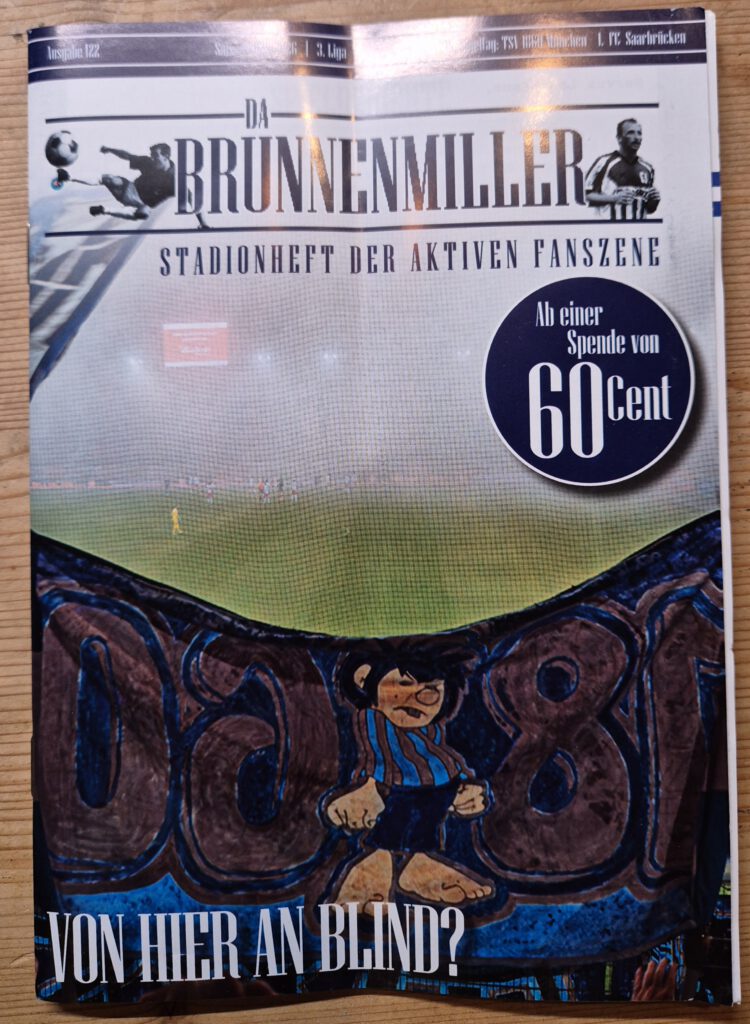 Ausgabe 122
3. Liga
TSV 1860 München
1. FC Saarbrücken
DA
BRUNNENMILLER
STADIONHEFT DER AKTIVEN FANSZENE
Ab einer
Spende von
60 Cent
VON HIER AN BLIND?